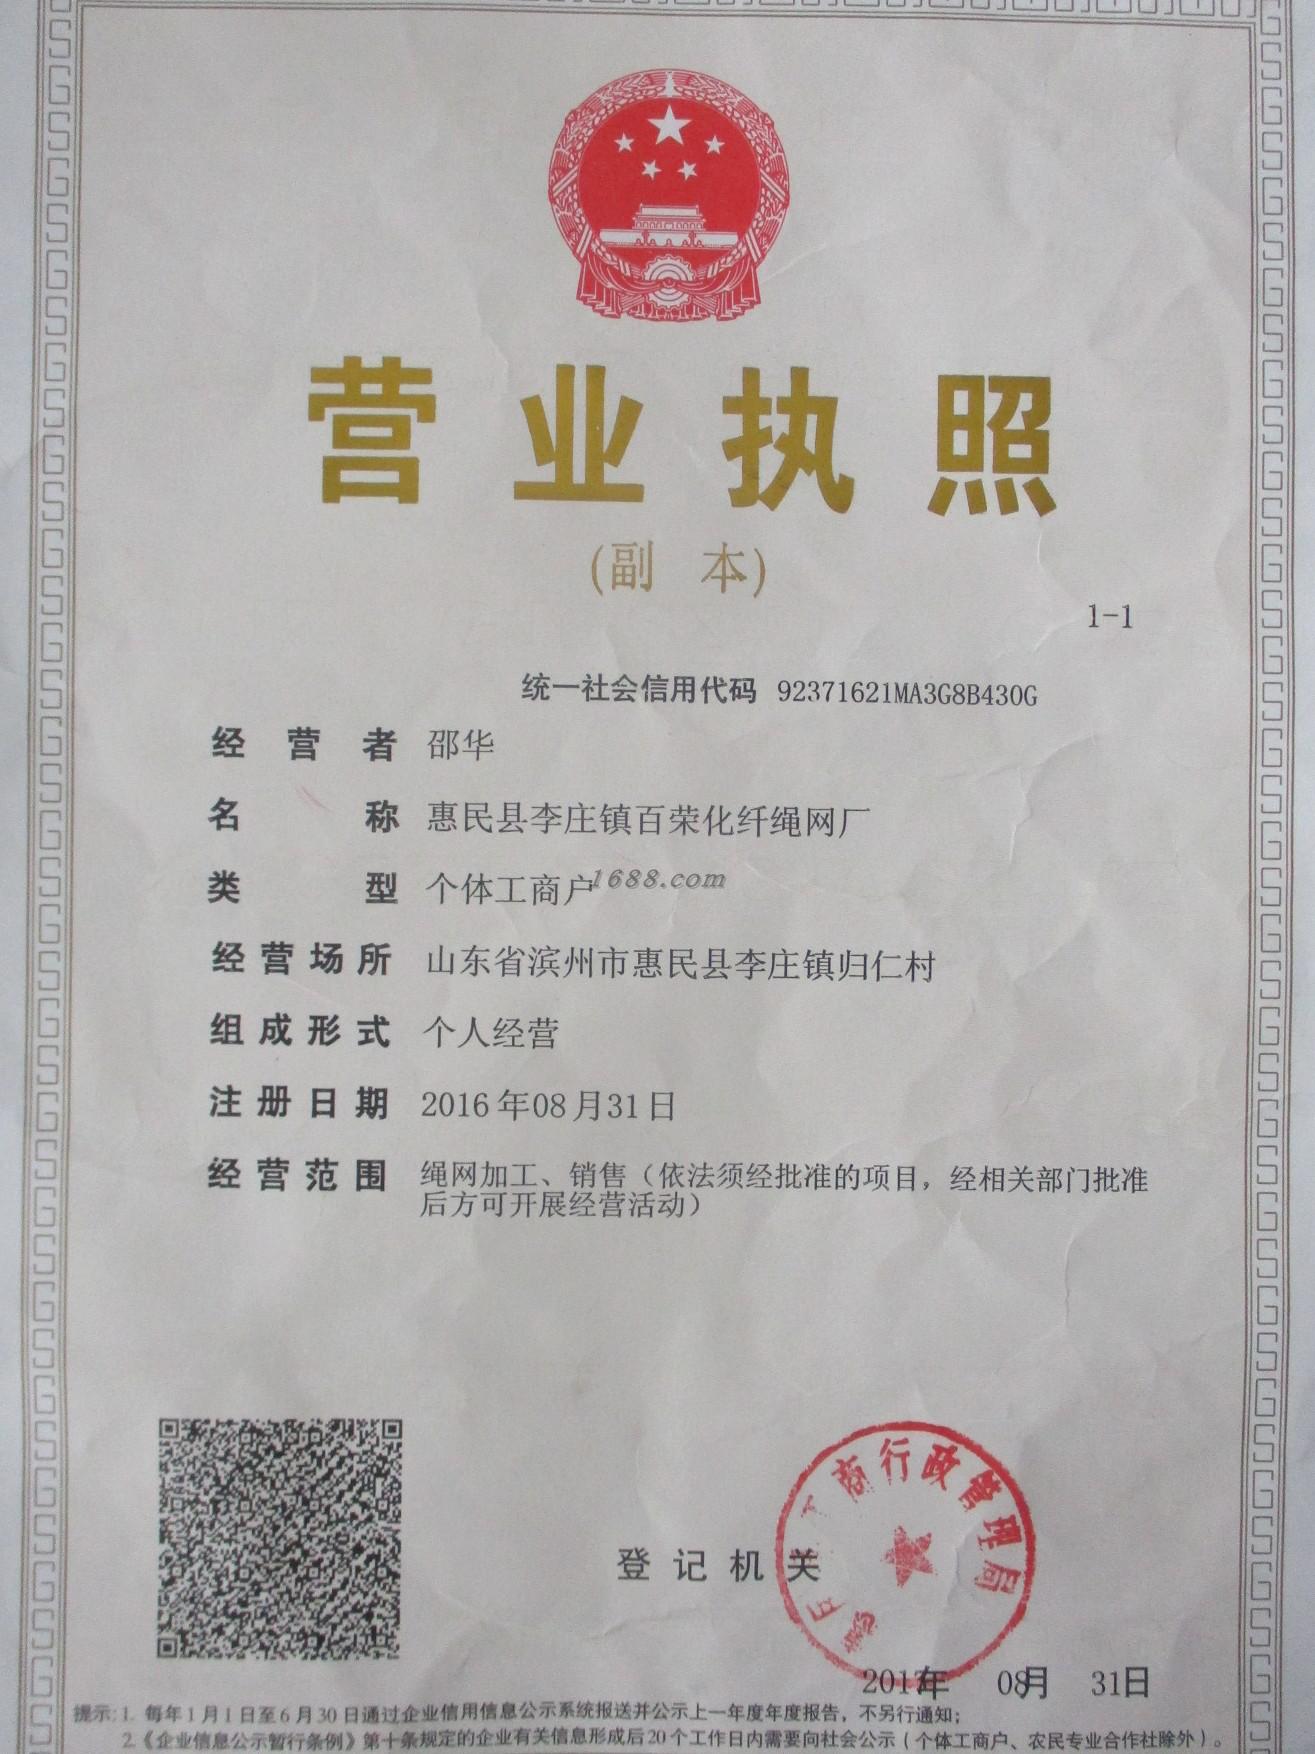 营业执照
(副 本)
1-1
统一社会信用代码 92371621MA3G8B430G
经营者 邵华
名称 惠民县李庄镇百荣化纤绳网厂
类型 个体工商户
1688.com
经营场所 山东省滨州市惠民县李庄镇归仁村
组成形式 个人经营
注册日期 2016年08月31日
经营范围 绳网加工、销售（依法须经批准的项目，经相关部门批准
后方可开展经营活动）
工商行政管理局
登记机关
2017年 08月 31日
提示：1. 每年1月1日至6月30日通过企业信用信息公示系统报送并公示上一年度年度报告，不另行通知；
2.《企业信息公示暂行条例》第十条规定的企业有关信息形成后20个工作日内需要向社会公示（个体工商户、农民专业合作社除外）。